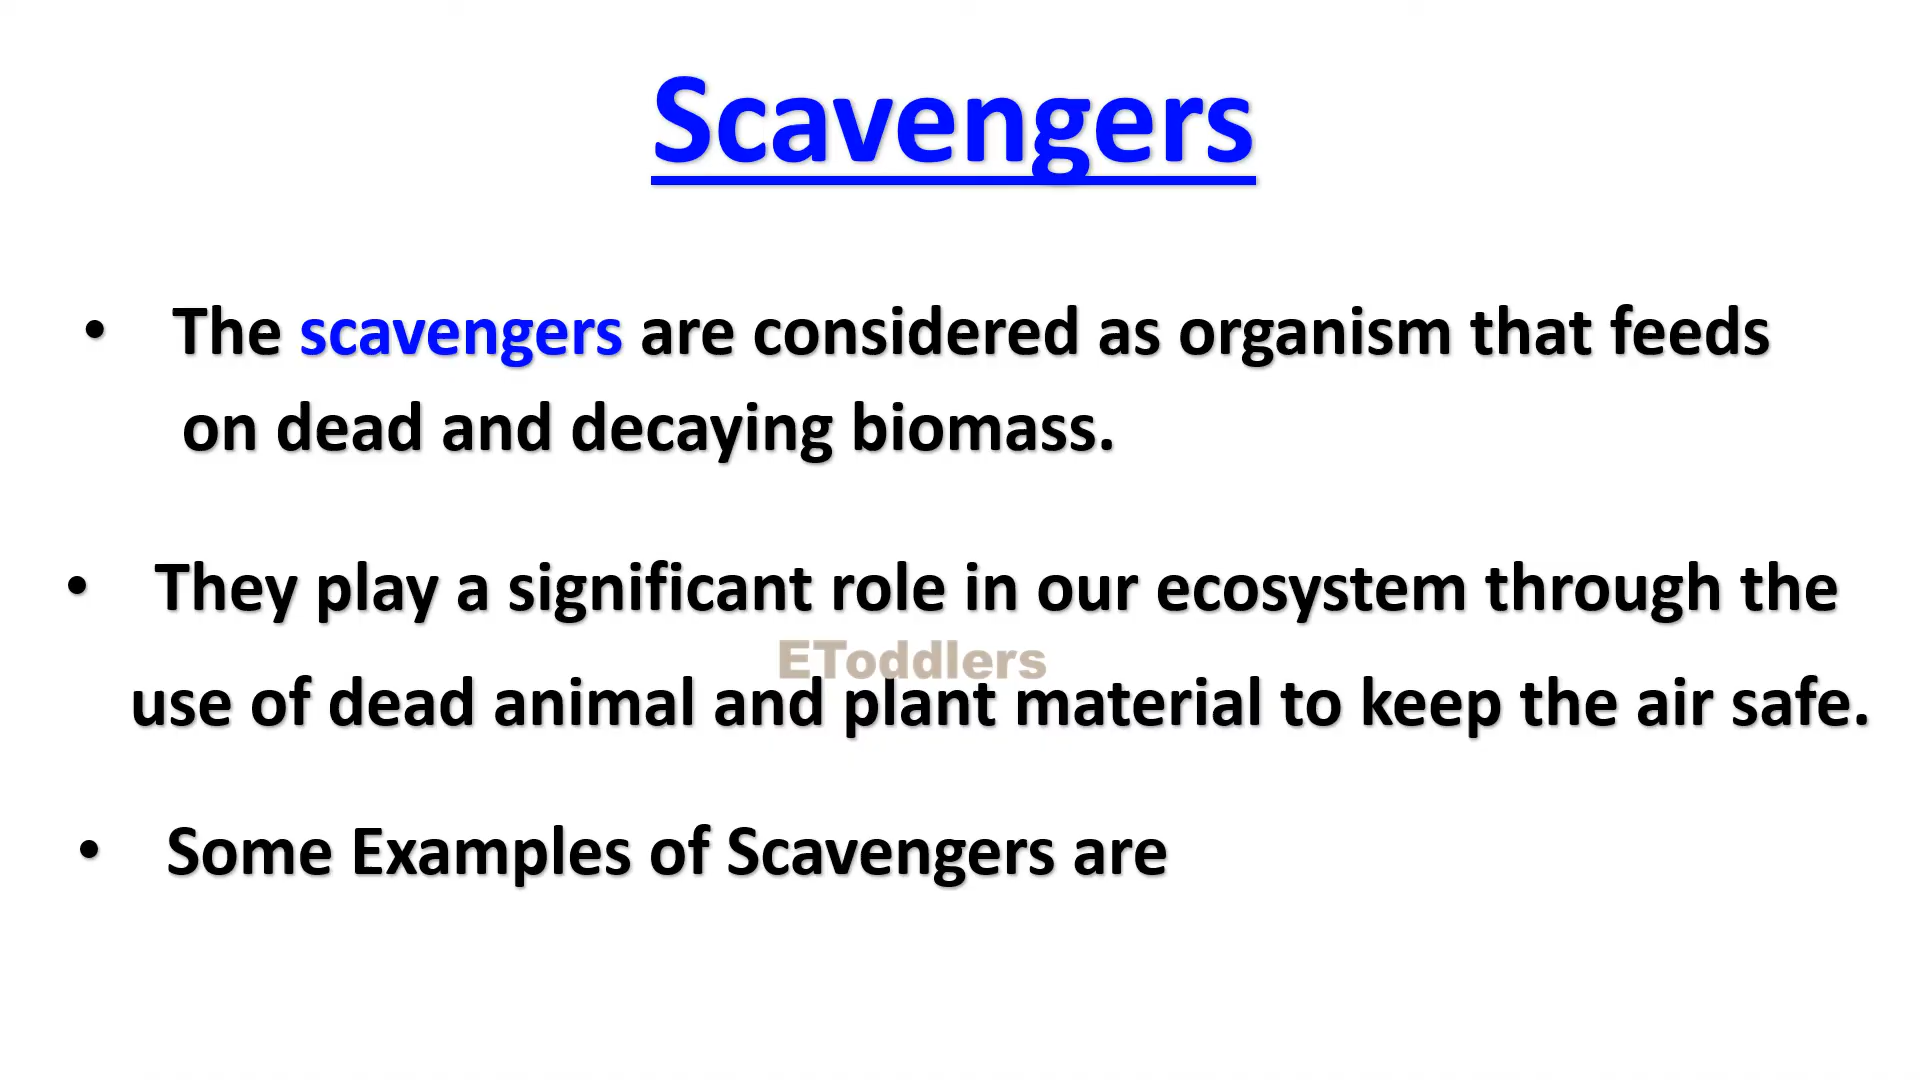 Scavengers
• The scavengers are considered as organism that feeds
on dead and decaying biomass.
• They play a significant role in our ecosystem through the
EToddlers
use of dead animal and plant material to keep the air safe.
• Some Examples of Scavengers are